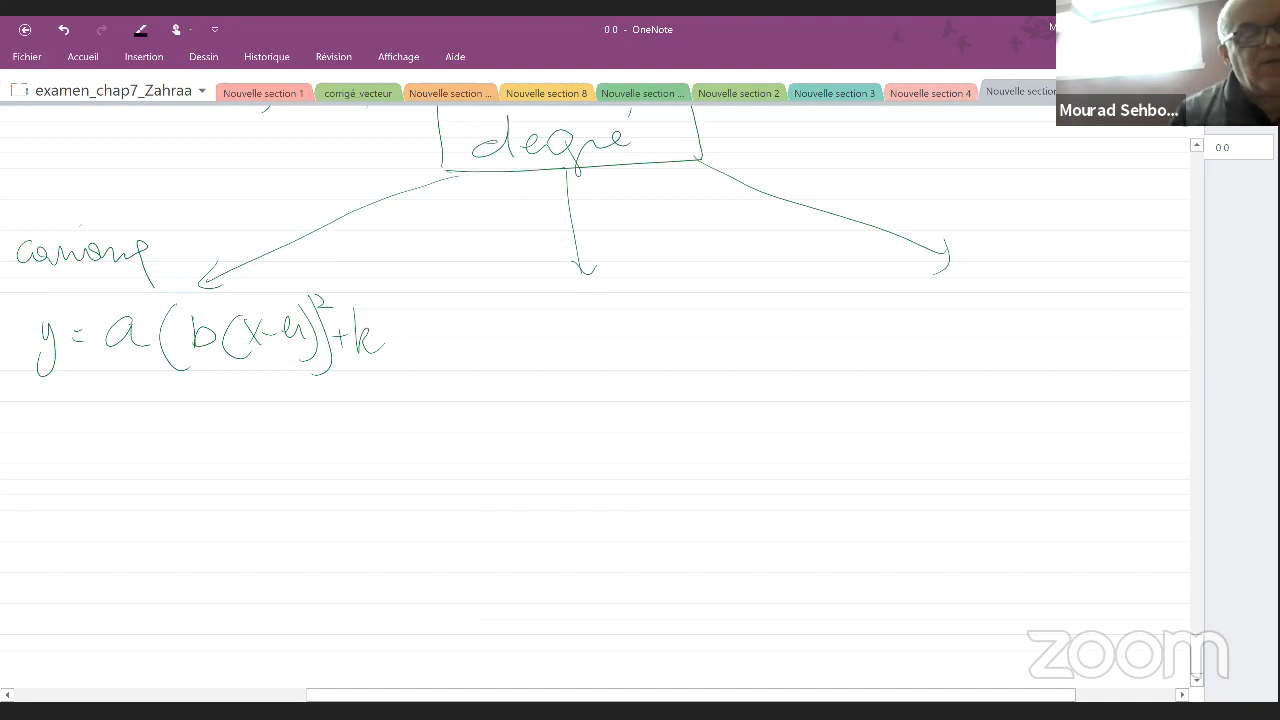 0 0 - OneNote
Fichier Accueil Insertion Dessin Historique Révision Affichage Aide
examen_chap7_Zahraa Nouvelle section 1 corrigé vecteur Nouvelle section ... Nouvelle section 8 Nouvelle section ... Nouvelle section 2 Nouvelle section 3 Nouvelle section 4 Nouvelle section
Mourad Sehbo...
0 0
degré
y = a (b(x-h))² + k
zoom